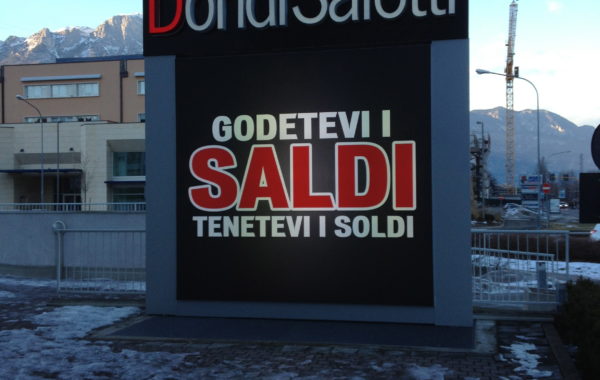 DondiSalotti
GODETEVI I
SALDI
TENETEVI I SOLDI